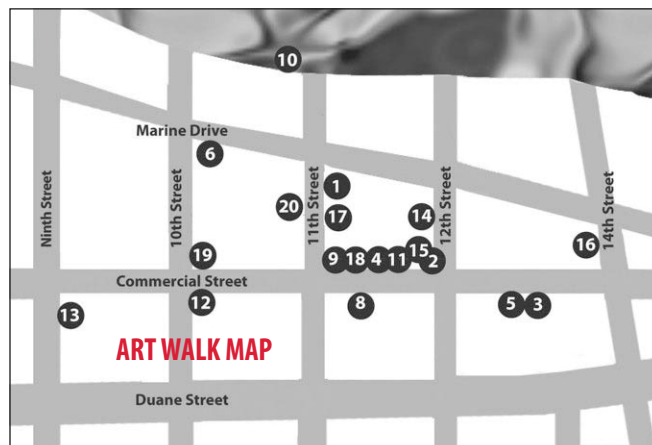 10
Marine Drive
6
1
20
17
14
Ninth Street
10th Street
11th Street
12th Street
14th Street
16
19
9
18
4
11
15
2
Commercial Street
13
12
8
5
3
ART WALK MAP
Duane Street